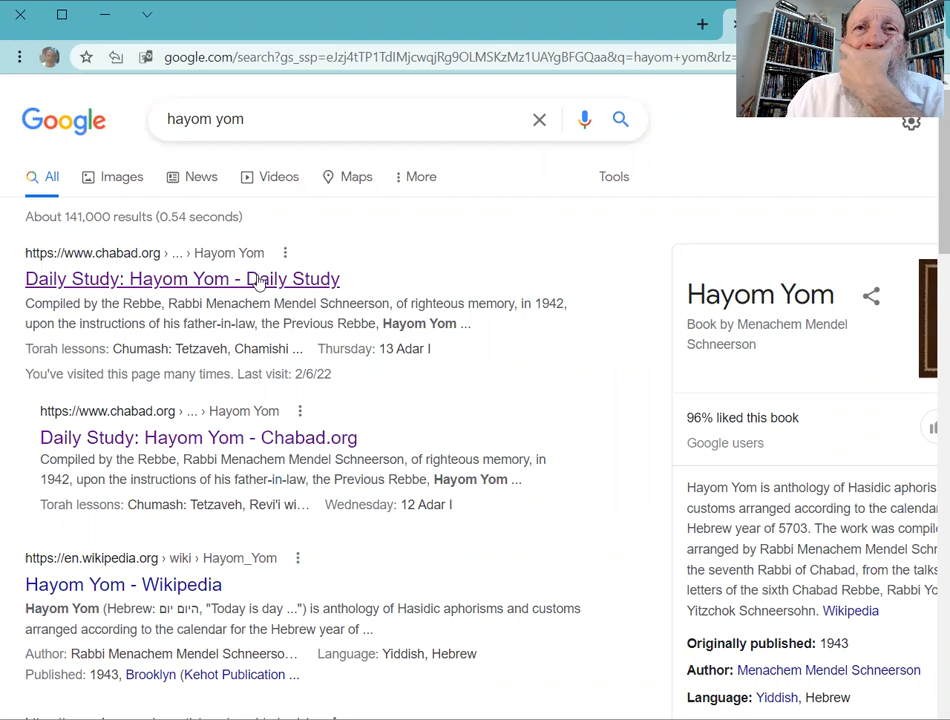 google.com/search?gs_ssp=eJzj4tTP1TdIMjcwqjRg9OLMSKzMz1UAYgBFGQaa&q=hayom+yom&rlz=
Google
hayom yom
All Images News Videos Maps More Tools
About 141,000 results (0.54 seconds)
https://www.chabad.org › ... › Hayom Yom
Daily Study: Hayom Yom - Daily Study
Compiled by the Rebbe, Rabbi Menachem Mendel Schneerson, of righteous memory, in 1942,
upon the instructions of his father-in-law, the Previous Rebbe, Hayom Yom ...
Torah lessons: Chumash: Tetzaveh, Chamishi ... Thursday: 13 Adar I
You've visited this page many times. Last visit: 2/6/22
https://www.chabad.org › ... › Hayom Yom
Daily Study: Hayom Yom - Chabad.org
Compiled by the Rebbe, Rabbi Menachem Mendel Schneerson, of righteous memory, in
1942, upon the instructions of his father-in-law, the Previous Rebbe, Hayom Yom ...
Torah lessons: Chumash: Tetzaveh, Revi'i wi... Wednesday: 12 Adar I
https://en.wikipedia.org › wiki › Hayom_Yom
Hayom Yom - Wikipedia
Hayom Yom (Hebrew: היום יום, "Today is day ...") is anthology of Hasidic aphorisms and customs
arranged according to the calendar for the Hebrew year of ...
Author: Rabbi Menachem Mendel Schneerso... Language: Yiddish, Hebrew
Published: 1943, Brooklyn (Kehot Publication ...
Hayom Yom
Book by Menachem Mendel
Schneerson
96% liked this book
Google users
Hayom Yom is anthology of Hasidic aphoris
customs arranged according to the calenda
Hebrew year of 5703. The work was compil
arranged by Rabbi Menachem Mendel Schn
the seventh Rabbi of Chabad, from the talks
letters of the sixth Chabad Rebbe, Rabbi Yo
Yitzchok Schneersohn. Wikipedia
Originally published: 1943
Author: Menachem Mendel Schneerson
Language: Yiddish, Hebrew